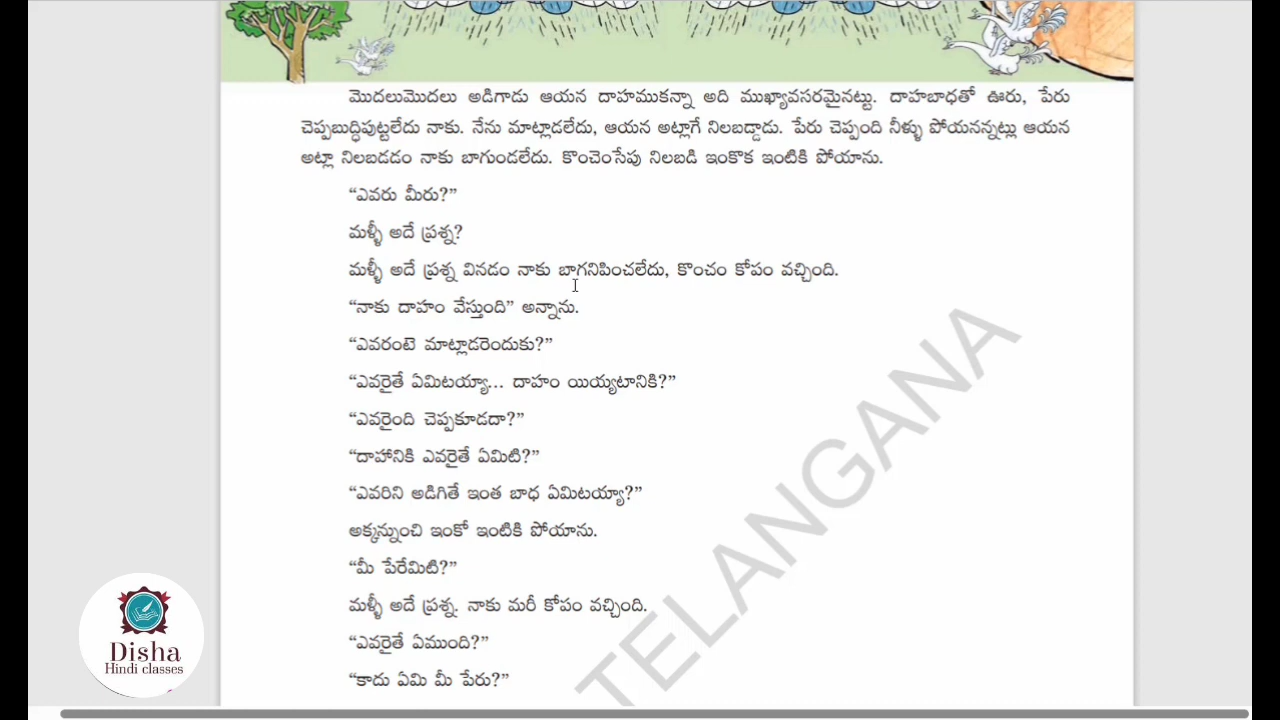 మొదలుమొదలు అడిగాడు ఆయన దాహముకన్నా అది ముఖ్యావసరమైనట్టు. దాహబాధతో ఊరు, పేరు
చెప్పబుద్ధిపుట్టలేదు నాకు. నేను మాట్లాడలేదు, ఆయన అట్లాగే నిలబడ్డాడు. పేరు చెప్పంది నీళ్ళు పోయనన్నట్లు ఆయన
అట్లా నిలబడడం నాకు బాగుండలేదు. కొంచెంసేపు నిలబడి ఇంకొక ఇంటికి పోయాను.
“ఎవరు మీరు?”
మళ్ళీ అదే ప్రశ్న?
మళ్ళీ అదే ప్రశ్న వినడం నాకు బాగనిపించలేదు, కొంచం కోపం వచ్చింది.
“నాకు దాహం వేస్తుంది” అన్నాను.
“ఎవరంటె మాట్లాడరెందుకు?”
“ఎవరైతే ఏమిటయ్యా... దాహం యియ్యటానికి?”
“ఎవరైంది చెప్పకూడదా?”
“దాహానికి ఎవరైతే ఏమిటి?”
“ఎవరిని అడిగితే ఇంత బాధ ఏమిటయ్యా?”
అక్కన్నుంచి ఇంకో ఇంటికి పోయాను.
“మీ పేరేమిటి?”
మళ్ళీ అదే ప్రశ్న. నాకు మరీ కోపం వచ్చింది.
“ఎవరైతే ఏముంది?”
“కాదు ఏమి మీ పేరు?”
TELANGANA
Disha
Hindi classes